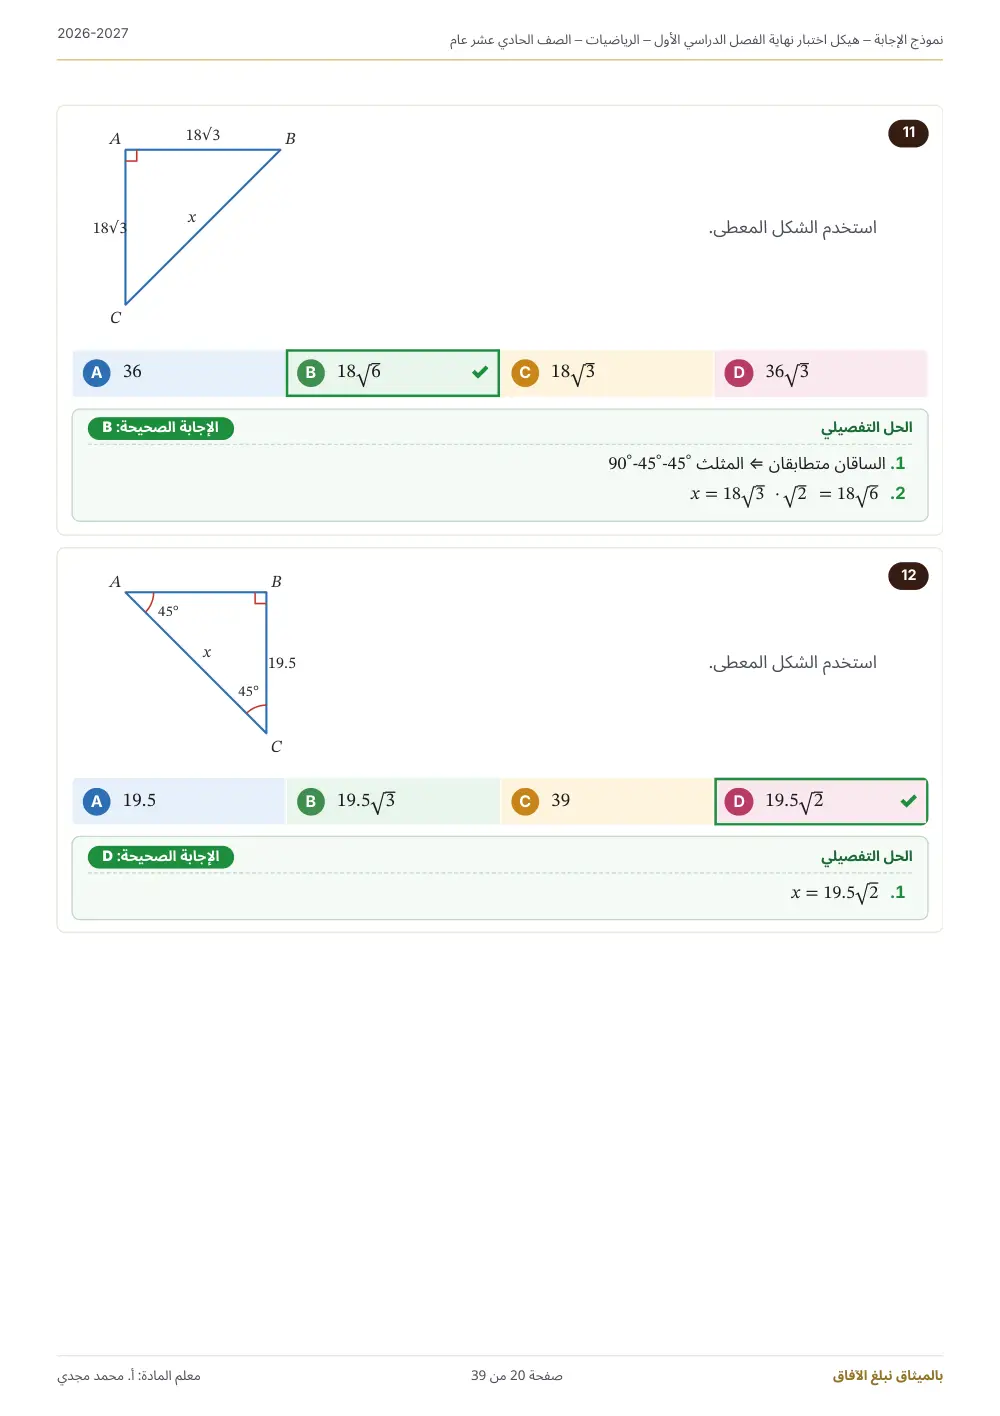 نموذج الإجابة – هيكل اختبار نهاية الفصل الدراسي الأول – الرياضيات – الصف الحادي عشر عام
2026-2027
11
A 18√3 B
استخدم الشكل المعطى.
18√3 x
C
A 36 B 18√6 ✔ C 18√3 D 36√3
الحل التفصيلي
الإجابة الصحيحة: B
1. الساقان متطابقان ⇐ المثلث 45°-45°-90°
2. x = 18√3 · √2 = 18√6
12
A B
45°
استخدم الشكل المعطى.
x 19.5
45°
C
A 19.5 B 19.5√3 C 39 D 19.5√2 ✔
الحل التفصيلي
الإجابة الصحيحة: D
1. x = 19.5√2
بالميثاق نبلغ الآفاق
صفحة 20 من 39
معلم المادة: أ. محمد مجدي